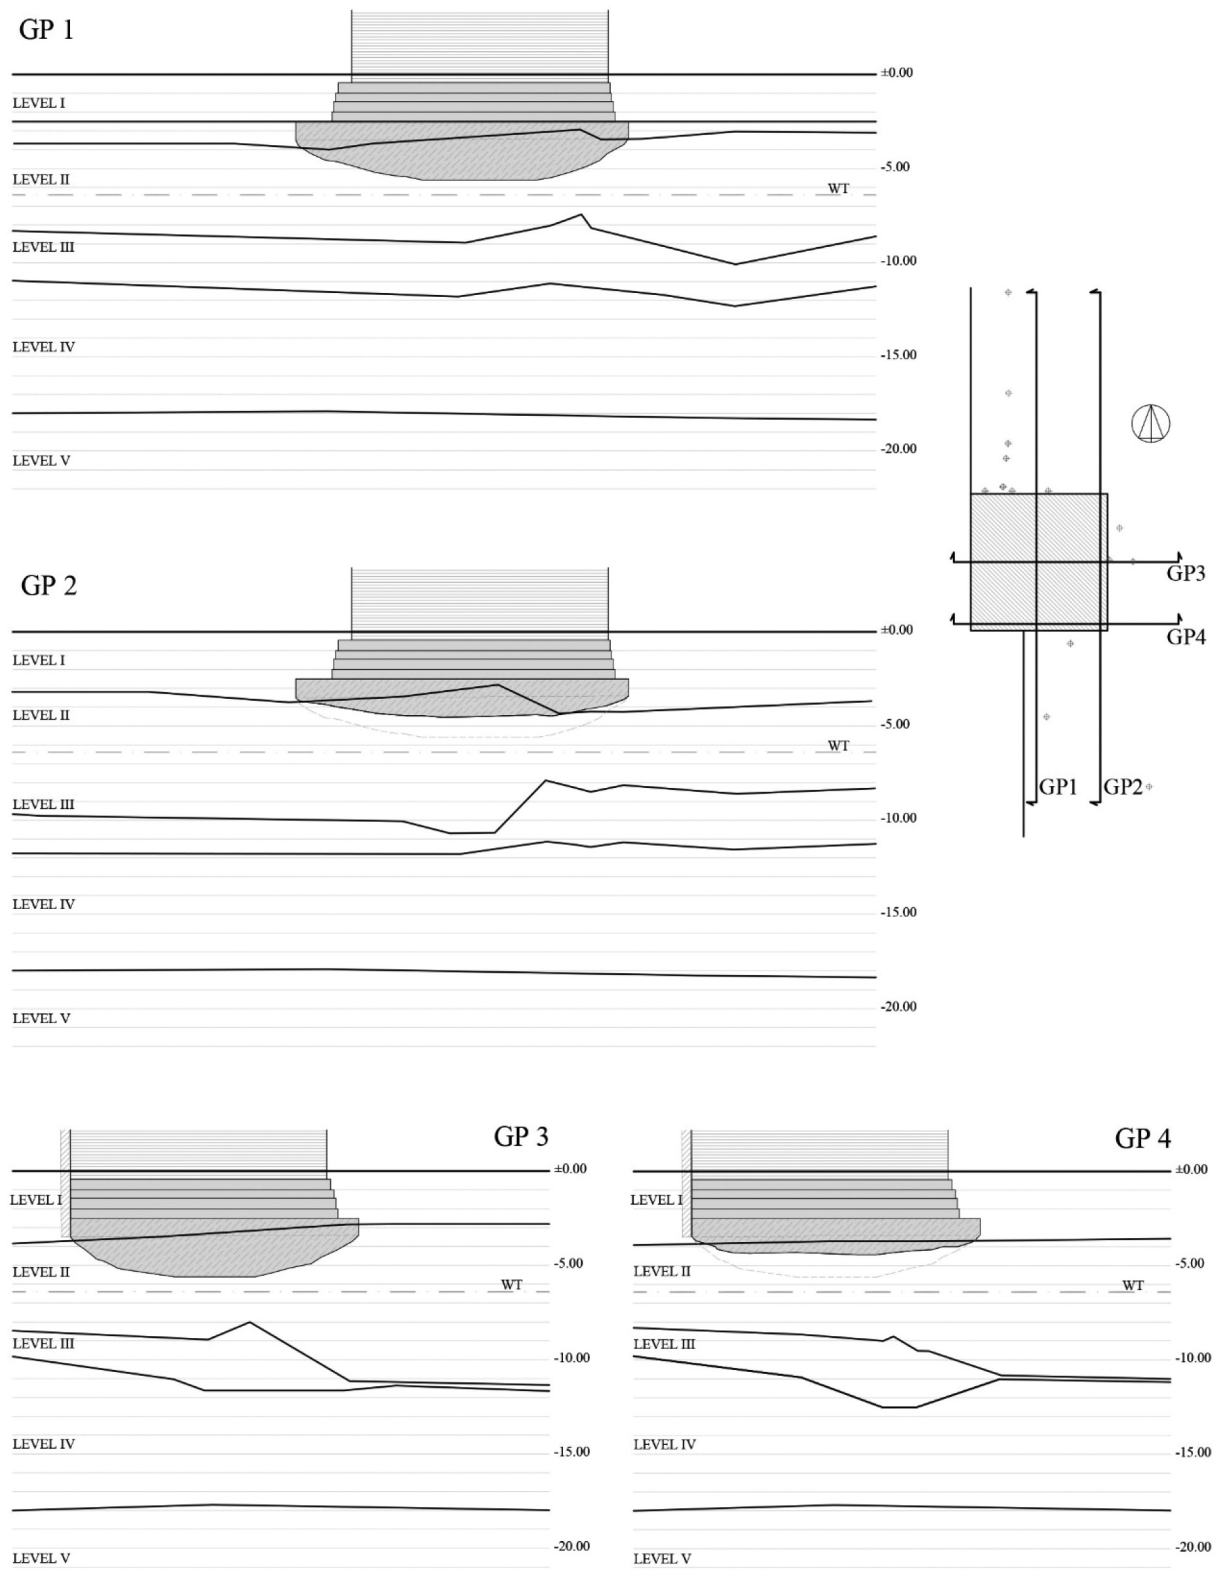 GP 1
±0.00
LEVEL I
-5.00
LEVEL II
WT
LEVEL III
-10.00
LEVEL IV
-15.00
-20.00
LEVEL V
GP3
GP4
GP1
GP2
GP 2
±0.00
LEVEL I
LEVEL II
-5.00
WT
LEVEL III
-10.00
LEVEL IV
-15.00
-20.00
LEVEL V
GP 3
±0.00
LEVEL I
-5.00
LEVEL II
WT
LEVEL III
-10.00
LEVEL IV
-15.00
-20.00
LEVEL V
GP 4
±0.00
LEVEL I
-5.00
LEVEL II
WT
LEVEL III
-10.00
LEVEL IV
-15.00
-20.00
LEVEL V